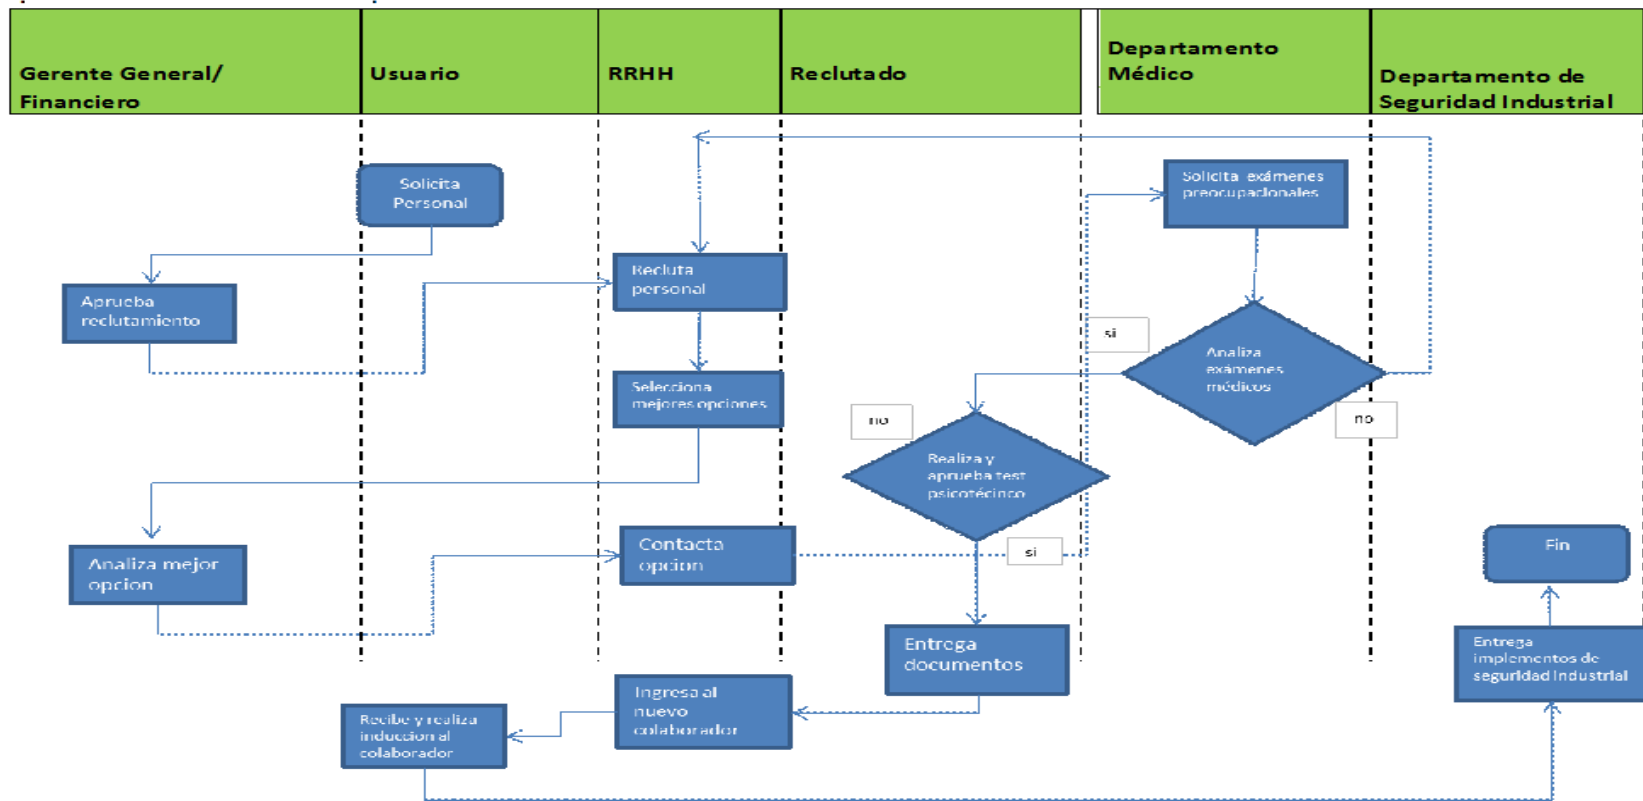 Gerente General/
Financiero
Usuario
RRHH
Reclutado
Departamento
Médico
Departamento de
Seguridad Industrial
Solicita
Personal
Solicita exámenes
preocupacionales
Aprueba
reclutamiento
Recluta
personal
si
Analiza
exámenes
médicos
Selecciona
mejores opciones
no
no
Realiza y
aprueba test
psicotécinco
Analiza mejor
opcion
Contacta
opcion
si
Fin
Entrega
documentos
Entrega
implementos de
seguridad industrial
Ingresa al
nuevo
colaborador
Recibe y realiza
induccion al
colaborador